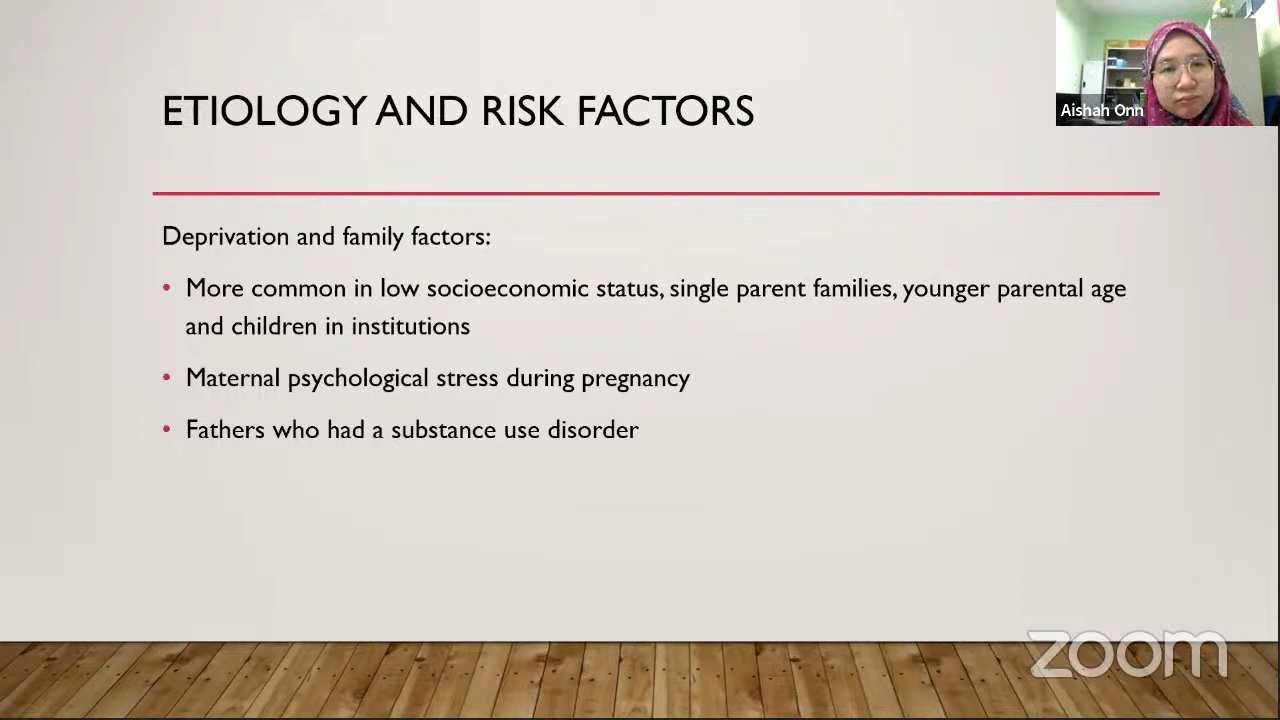 ETIOLOGY AND RISK FACTORS
Aishah Onn
Deprivation and family factors:
• More common in low socioeconomic status, single parent families, younger parental age
and children in institutions
• Maternal psychological stress during pregnancy
• Fathers who had a substance use disorder
zoom